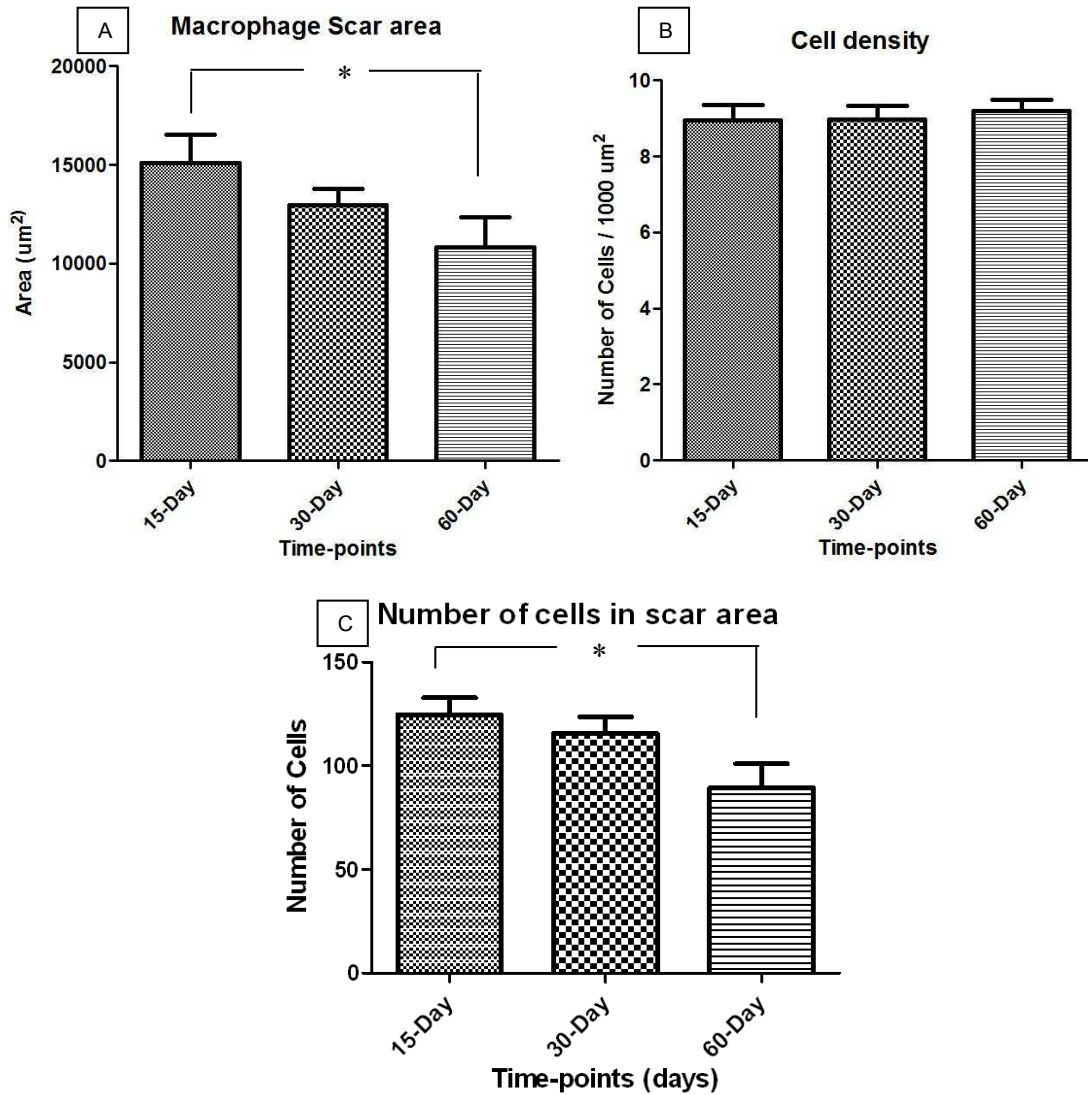 A
Macrophage Scar area
*
20000
15000
10000
5000
0
Area (um²)
15-Day
30-Day
60-Day
Time-points
B
Cell density
10
8
6
4
2
0
Number of Cells / 1000 um²
15-Day
30-Day
60-Day
Time-points
C
Number of cells in scar area
*
150
100
50
0
Number of Cells
15-Day
30-Day
60-Day
Time-points (days)